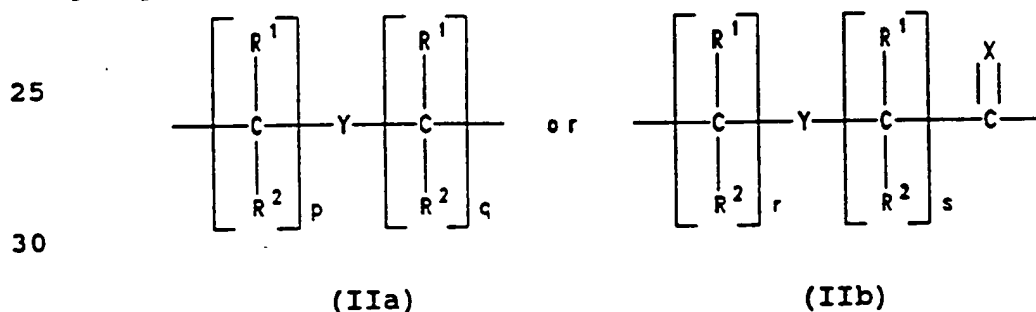 R¹ R¹ R¹ R¹ X
25
C Y C or C Y C C
R² p R² q R² r R² s
30
(IIa) (IIb)